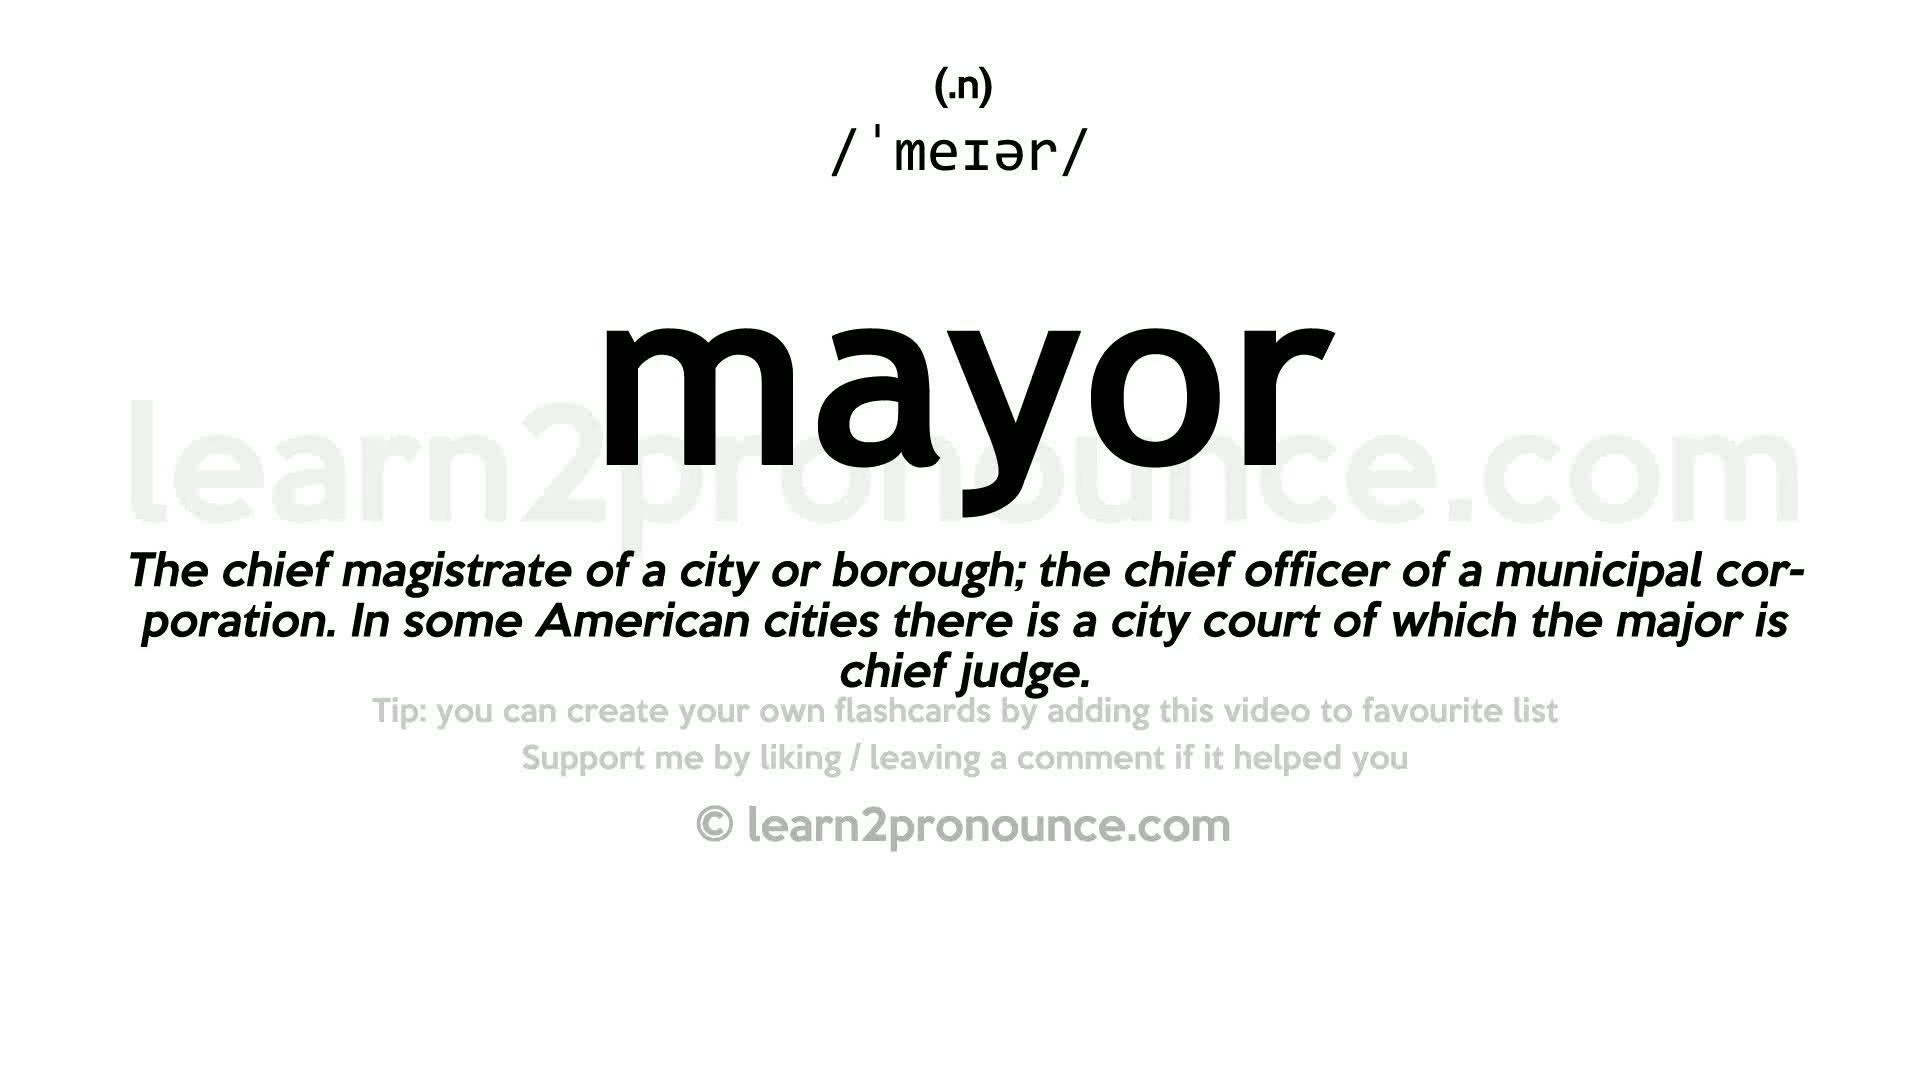 (.n)
/ˈmeɪər/
mayor
learn2pronounce.com
The chief magistrate of a city or borough; the chief officer of a municipal cor-
poration. In some American cities there is a city court of which the major is
chief judge.
Tip: you can create your own flashcards by adding this video to favourite list
Support me by liking / leaving a comment if it helped you
© learn2pronounce.com